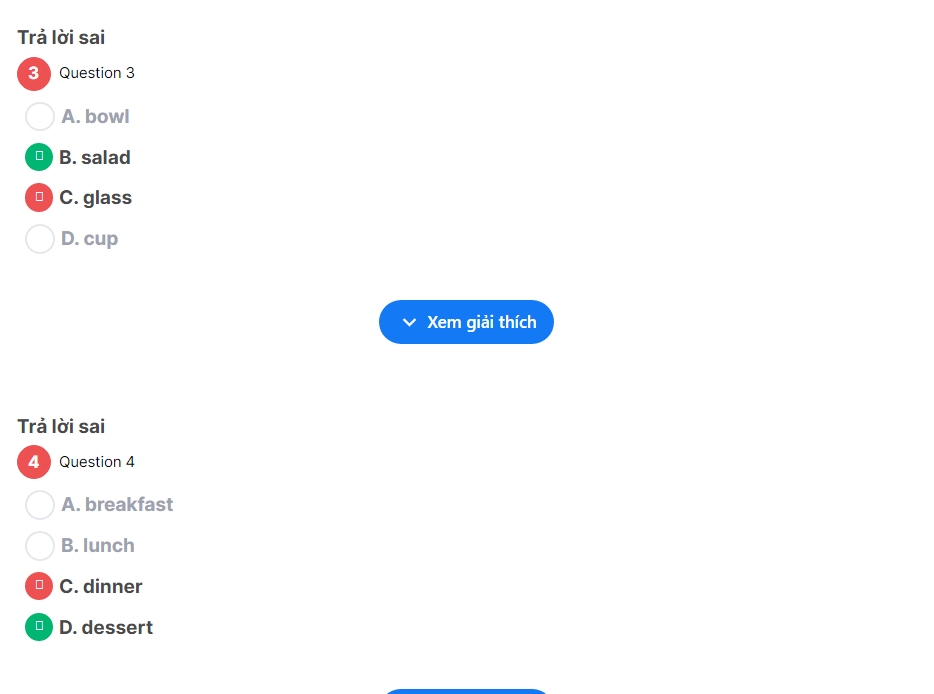 Trả lời sai
3 Question 3
A. bowl
B. salad
C. glass
D. cup
Xem giải thích
Trả lời sai
4 Question 4
A. breakfast
B. lunch
C. dinner
D. dessert